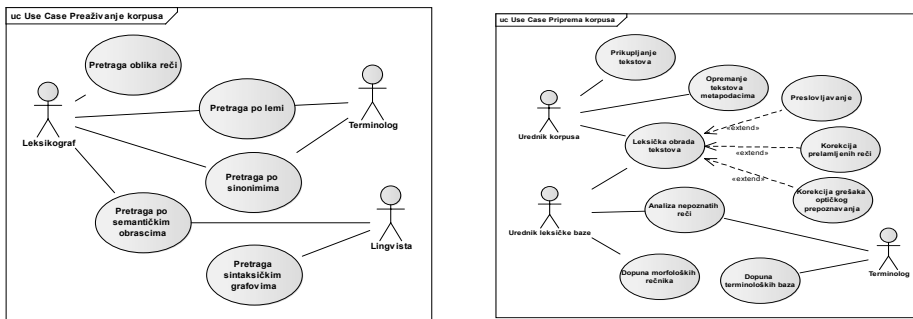 uc Use Case Preaživanje korpusa
Pretraga oblika reči
Leksikograf
Pretraga po lemi
Terminolog
Pretraga po
sinonimima
Pretraga po
semantičkim
obrascima
Lingvista
Pretraga
sintaksičkim
grafovima
uc Use Case Priprema korpusa
Prikupljanje
tekstova
Opremanje
tekstova
metapodacima
Preslovljavanje
Urednik korpusa
«extend»
Leksička obrada
tekstova
«extend»
Korekcija
prelamljenih reči
«extend»
Korekcija grešaka
optičkog
prepoznavanja
Analiza nepoznatih
reči
Urednik leksičke baze
Terminolog
Dopuna morfoloških
rečnika
Dopuna
terminoloških baza